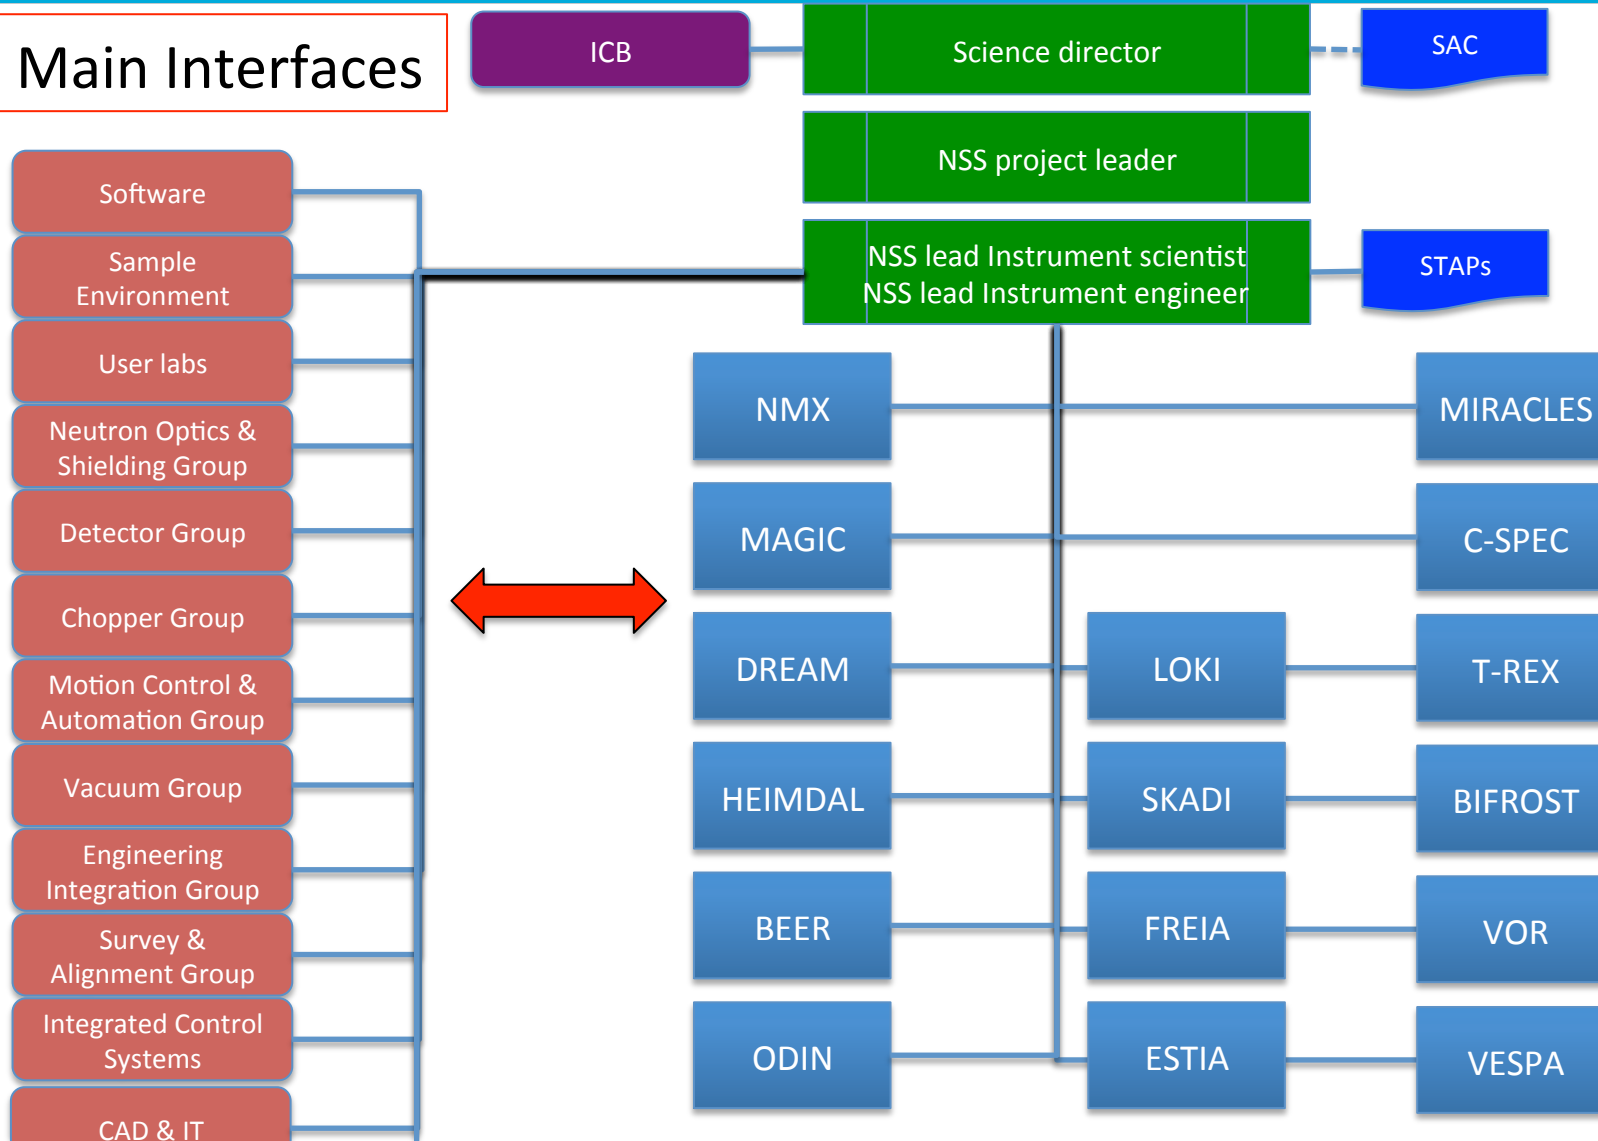 Main Interfaces
ICB
Science director
SAC
NSS project leader
NSS lead Instrument scientist
NSS lead Instrument engineer
STAPs
Software
Sample
Environment
User labs
Neutron Optics &
Shielding Group
Detector Group
Chopper Group
Motion Control &
Automation Group
Vacuum Group
Engineering
Integration Group
Survey &
Alignment Group
Integrated Control
Systems
CAD & IT
NMX
MIRACLES
MAGIC
C-SPEC
DREAM
LOKI
T-REX
HEIMDAL
SKADI
BIFROST
BEER
FREIA
VOR
ODIN
ESTIA
VESPA